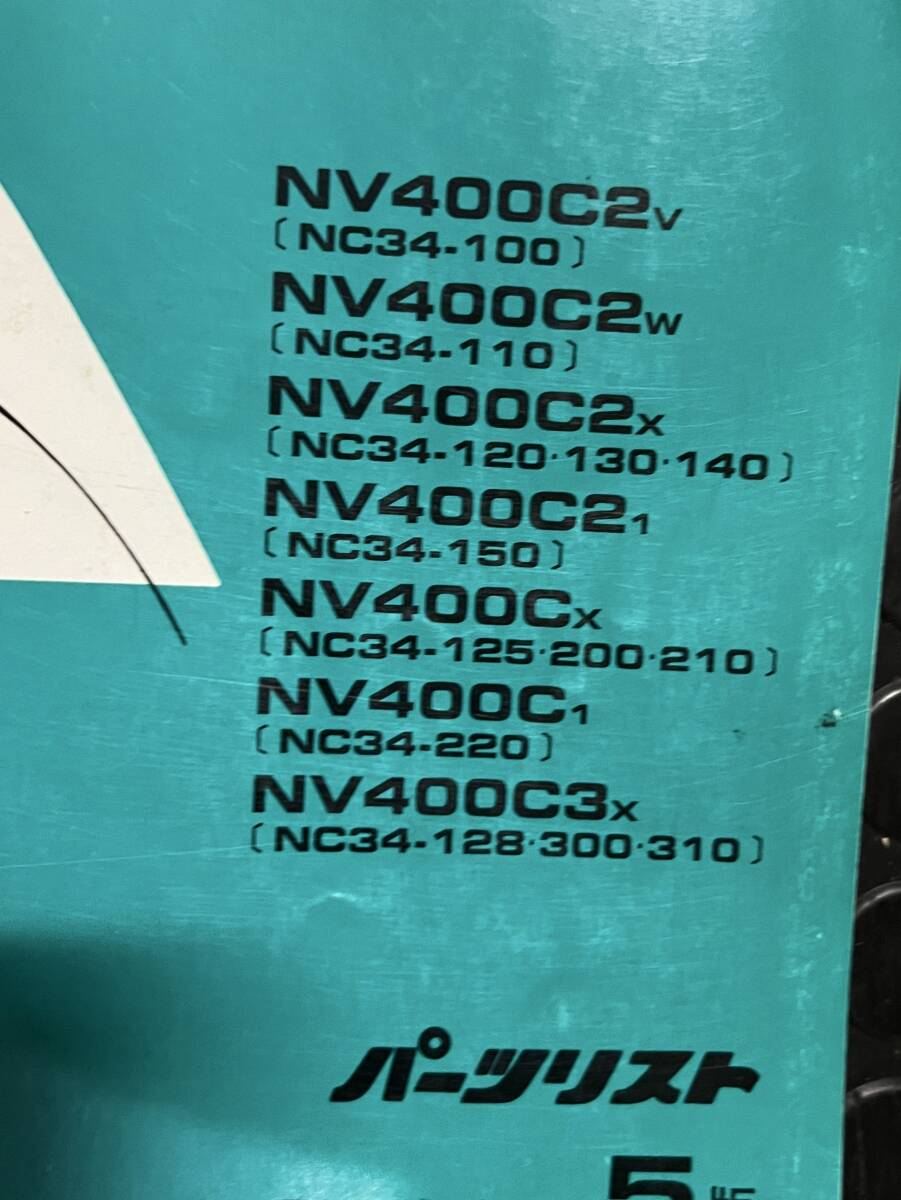 NV400C2V
〔NC34-100〕
NV400C2W
〔NC34-110〕
NV400C2X
〔NC34-120·130·140〕
NV400C21
〔NC34-150〕
NV400CX
〔NC34-125·200·210〕
NV400C1
〔NC34-220〕
NV400C3X
〔NC34-128·300·310〕
パーツリスト
5